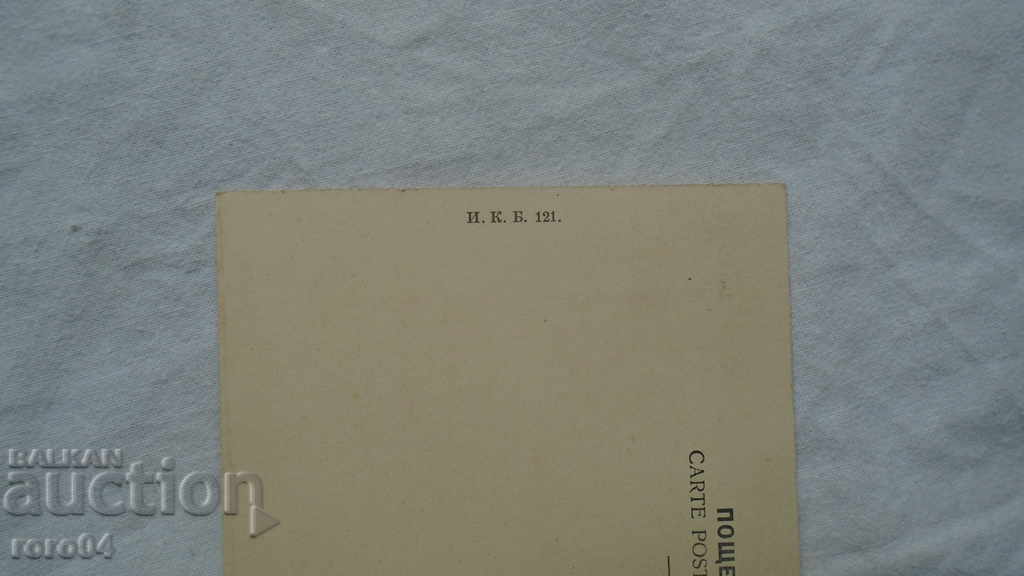 И. К. Б. 121.
ПОЩЕ
CARTE POST
BALKAN
auction
roro04